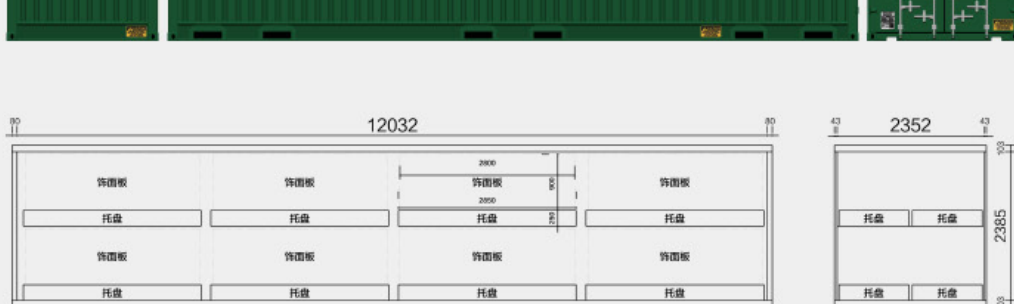 80 12032 80 43 2352 43
2800
103
饰面板 饰面板 饰面板 900 饰面板
2850
托盘 托盘 托盘 250 托盘 托盘 托盘 2385
饰面板 饰面板 饰面板 饰面板
托盘 托盘 托盘 托盘 托盘 托盘